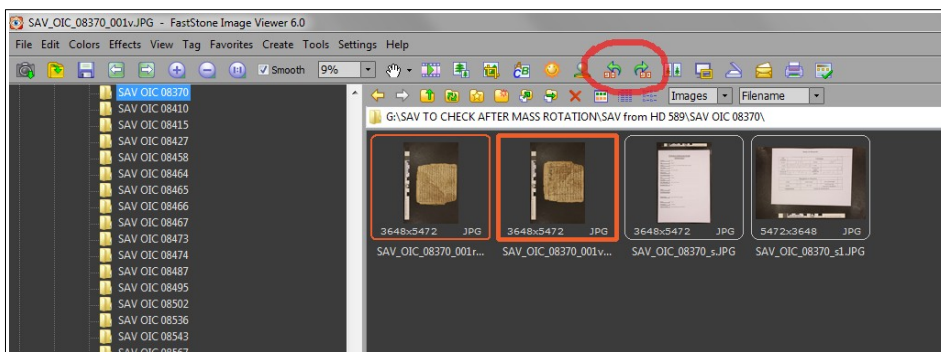 SAV_OIC_08370_001v.JPG - FastStone Image Viewer 6.0
File Edit Colors Effects View Tag Favorites Create Tools Settings Help
Smooth 9%
SAV OIC 08370
SAV OIC 08410
SAV OIC 08415
SAV OIC 08427
SAV OIC 08458
SAV OIC 08464
SAV OIC 08465
SAV OIC 08466
SAV OIC 08467
SAV OIC 08473
SAV OIC 08474
SAV OIC 08487
SAV OIC 08495
SAV OIC 08502
SAV OIC 08536
SAV OIC 08543
SAV OIC 08567
Images Filename
G:\SAV TO CHECK AFTER MASS ROTATION\SAV from HD 589\SAV OIC 08370\
3648x5472 JPG 3648x5472 JPG 3648x5472 JPG 5472x3648 JPG
SAV_OIC_08370_001r... SAV_OIC_08370_001v... SAV_OIC_08370_s.JPG SAV_OIC_08370_s1.JPG